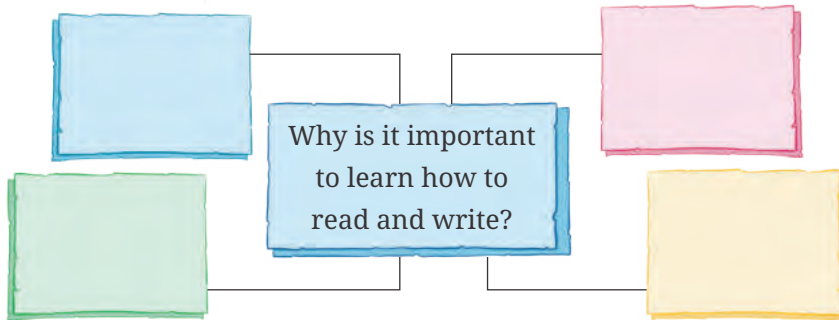 Why is it important
to learn how to
read and write?